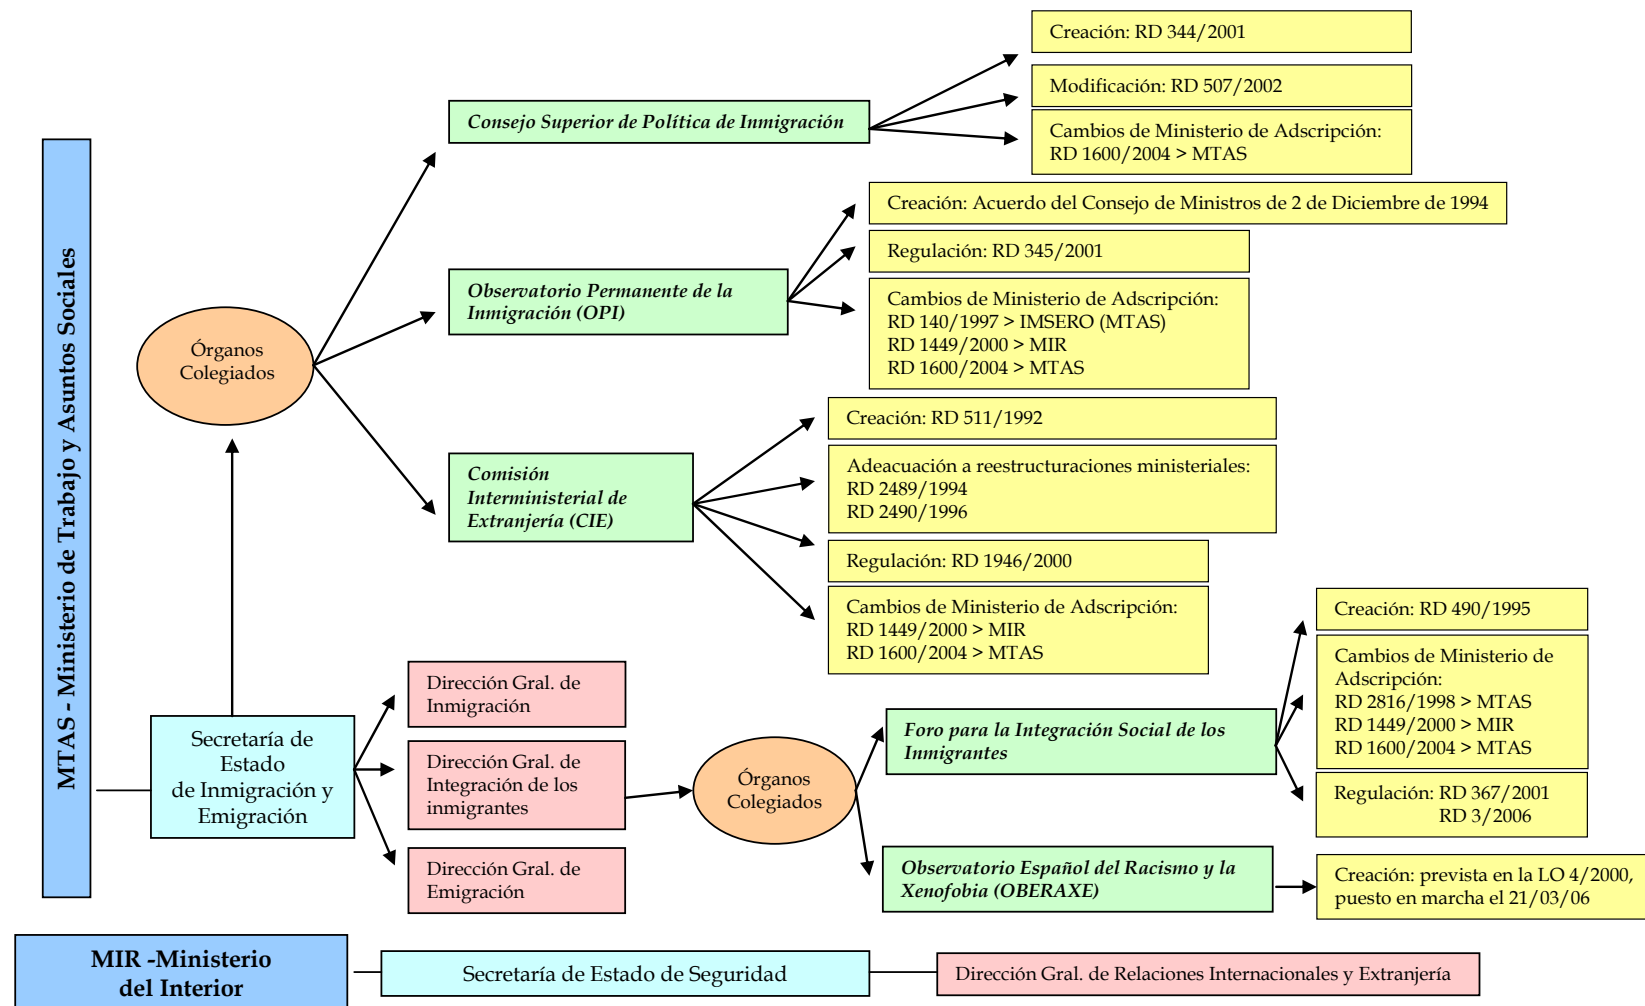 MTAS - Ministerio de Trabajo y Asuntos Sociales
Órganos
Colegiados
Consejo Superior de Política de Inmigración
Creación: RD 344/2001
Modificación: RD 507/2002
Cambios de Ministerio de Adscripción:
RD 1600/2004 > MTAS
Observatorio Permanente de la
Inmigración (OPI)
Creación: Acuerdo del Consejo de Ministros de 2 de Diciembre de 1994
Regulación: RD 345/2001
Cambios de Ministerio de Adscripción:
RD 140/1997 > IMSERO (MTAS)
RD 1449/2000 > MIR
RD 1600/2004 > MTAS
Comisión
Interministerial de
Extranjería (CIE)
Creación: RD 511/1992
Adeacuación a reestructuraciones ministeriales:
RD 2489/1994
RD 2490/1996
Regulación: RD 1946/2000
Cambios de Ministerio de Adscripción:
RD 1449/2000 > MIR
RD 1600/2004 > MTAS
Secretaría de
Estado
de Inmigración y
Emigración
Dirección Gral. de
Inmigración
Dirección Gral. de
Integración de los
inmigrantes
Dirección Gral. de
Emigración
Órganos
Colegiados
Foro para la Integración Social de los
Inmigrantes
Creación: RD 490/1995
Cambios de Ministerio de
Adscripción:
RD 2816/1998 > MTAS
RD 1449/2000 > MIR
RD 1600/2004 > MTAS
Regulación: RD 367/2001
RD 3/2006
Observatorio Español del Racismo y la
Xenofobia (OBERAXE)
Creación: prevista en la LO 4/2000,
puesto en marcha el 21/03/06
MIR -Ministerio
del Interior
Secretaría de Estado de Seguridad
Dirección Gral. de Relaciones Internacionales y Extranjería